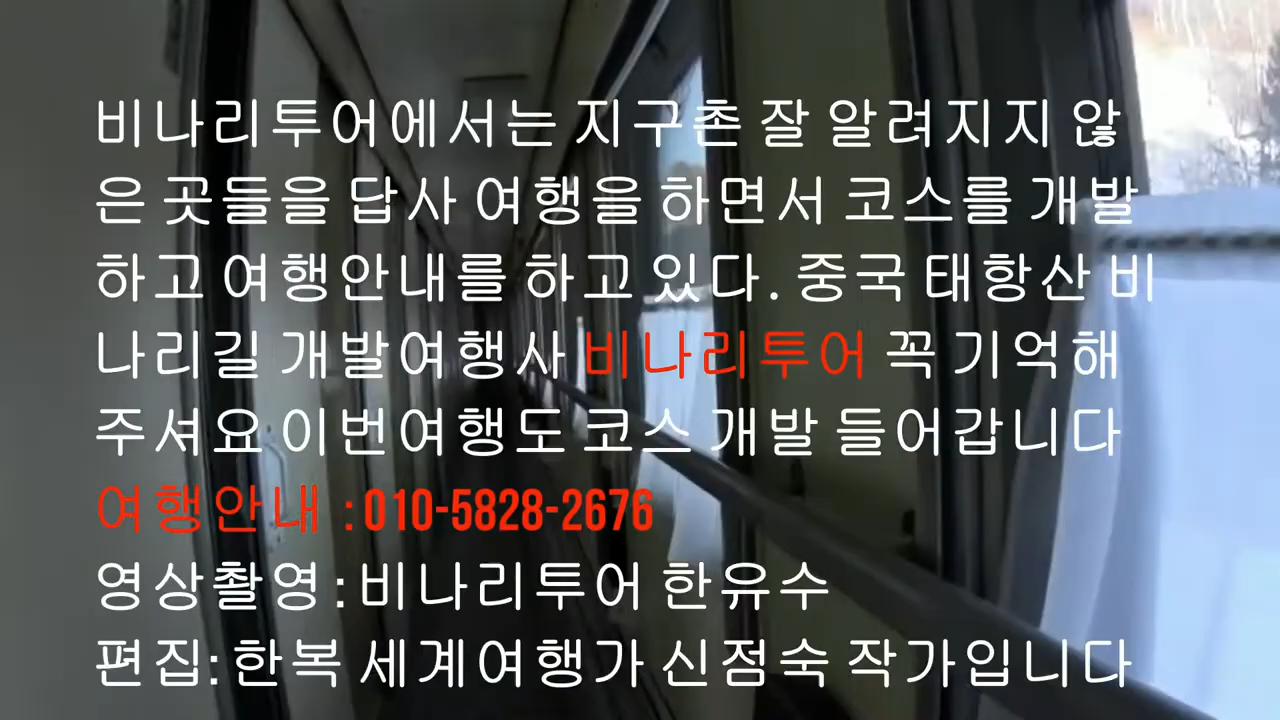 비나리투어에서는 지구촌 잘 알려지지 않
은 곳들을 답사 여행을 하면서 코스를 개발
하고 여행안내를 하고 있다. 중국 태항산 비
나리길 개발여행사 비나리투어 꼭 기억해
주셔요 이번여행도 코스 개발 들어갑니다
여행안내 : 010-5828-2676
영상촬영 : 비나리투어 한유수
편집: 한복 세계여행가 신점숙 작가입니다